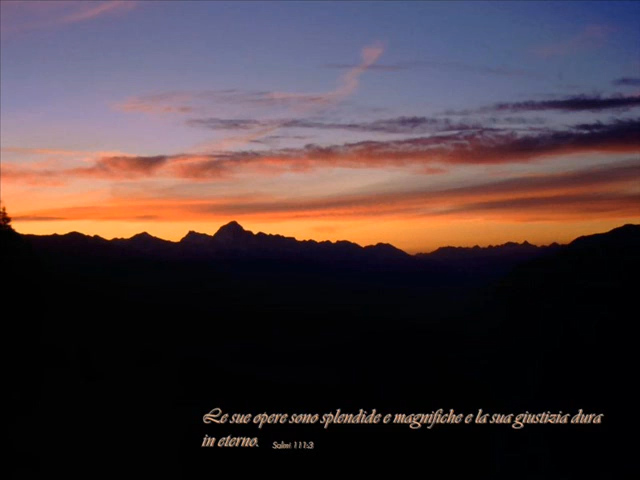 Le sue opere sono splendide e magnifiche e la sua giustizia dura
in eterno. Salmi 111:3